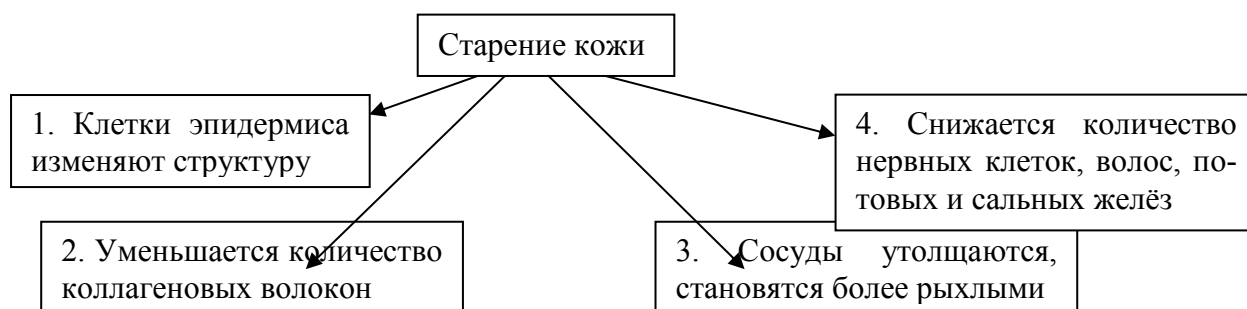 Старение кожи
1. Клетки эпидермиса
изменяют структуру
4. Снижается количество
нервных клеток, волос, по-
товых и сальных желёз
2. Уменьшается количество
коллагеновых волокон
3. Сосуды утолщаются,
становятся более рыхлыми